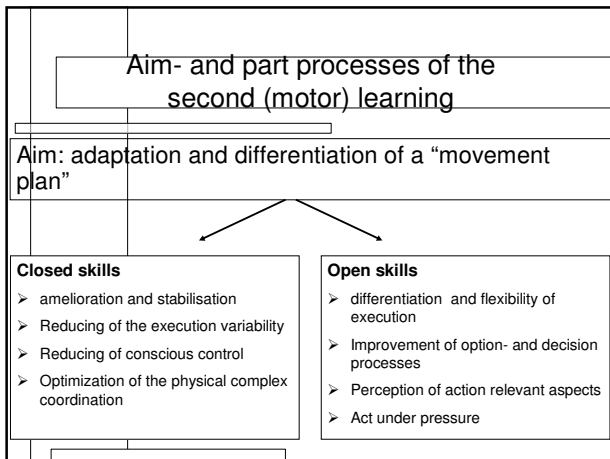 Aim- and part processes of the
second (motor) learning
Aim: adaptation and differentiation of a “movement
plan”
Closed skills
➢ amelioration and stabilisation
➢ Reducing of the execution variability
➢ Reducing of conscious control
➢ Optimization of the physical complex
coordination
Open skills
➢ differentiation and flexibility of
execution
➢ Improvement of option- and decision
processes
➢ Perception of action relevant aspects
➢ Act under pressure